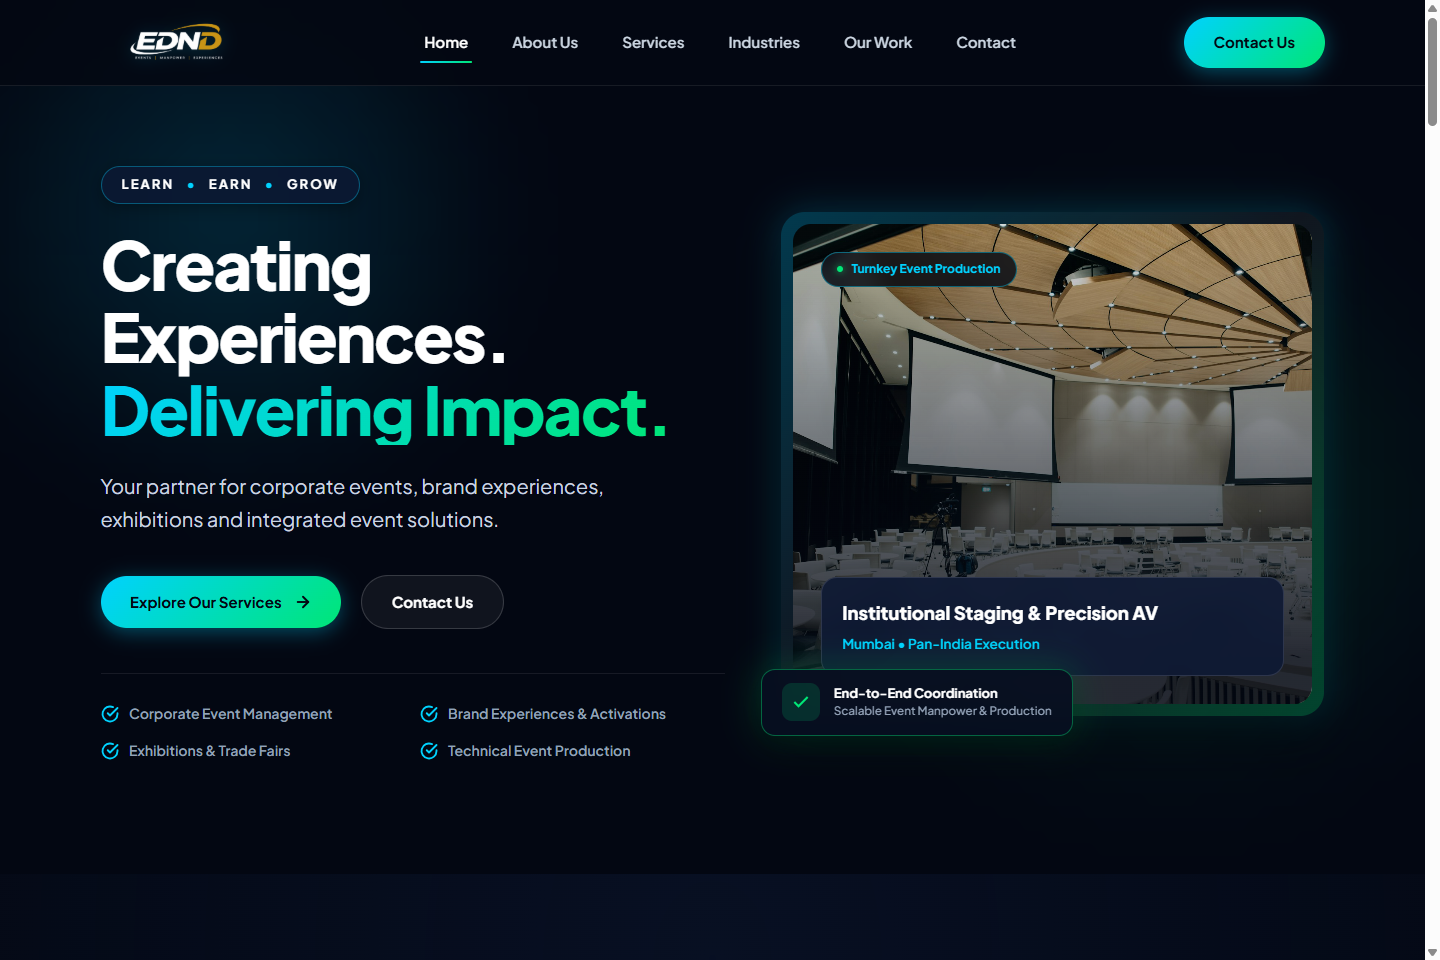 EDND
EVENTS | MANPOWER | EXPERIENCES
Home
About Us
Services
Industries
Our Work
Contact
Contact Us
LEARN • EARN • GROW
Creating
Experiences.
Delivering Impact.
Your partner for corporate events, brand experiences,
exhibitions and integrated event solutions.
Explore Our Services →
Contact Us
Corporate Event Management
Brand Experiences & Activations
Exhibitions & Trade Fairs
Technical Event Production
Turnkey Event Production
Institutional Staging & Precision AV
Mumbai • Pan-India Execution
End-to-End Coordination
Scalable Event Manpower & Production